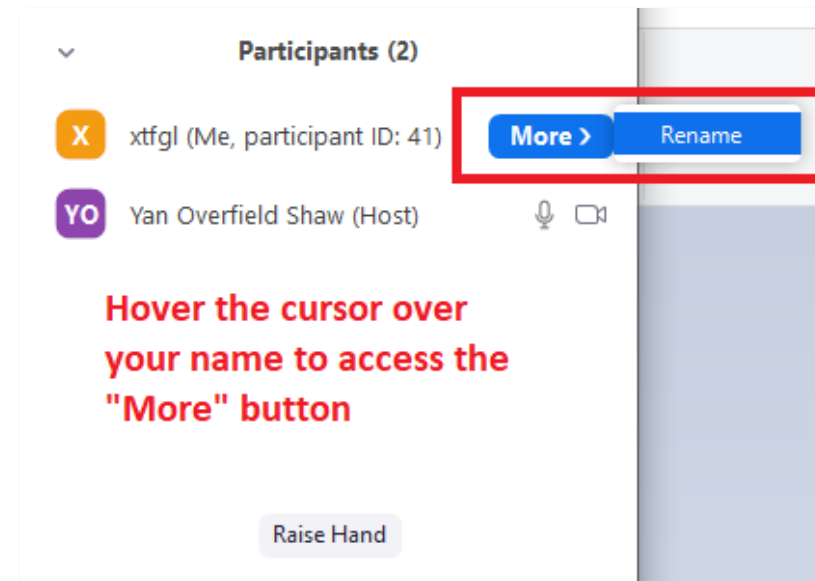 Participants (2)
X xtfgl (Me, participant ID: 41) More > Rename
YO Yan Overfield Shaw (Host)
Hover the cursor over
your name to access the
"More" button
Raise Hand